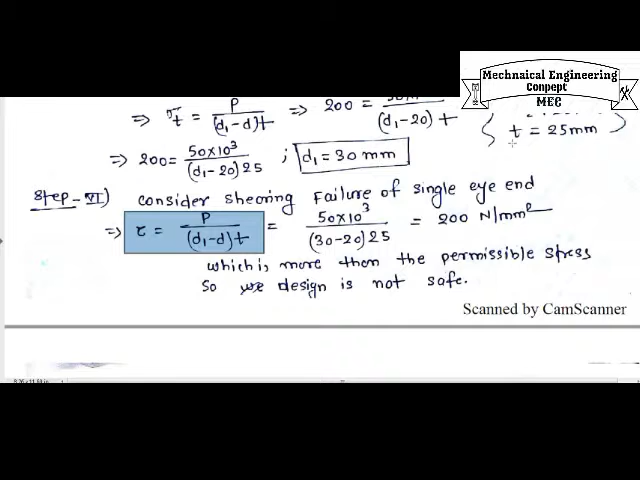 Mechnaical Engineering
Conpept
MEC
⇒ σt = P / (d₁-d)t ⇒ 200 = / (d₁-20) t
t = 25mm
⇒ 200 = 50×10³ / (d₁-20) 25 ; d₁ = 30 mm
Step-VI) Consider shearing Failure of single eye end
⇒ τ = P / (d₁-d)t = 50×10³ / (30-20) 25 = 200 N/mm²
which is more then the permissible stress
So we design is not safe.
Scanned by CamScanner